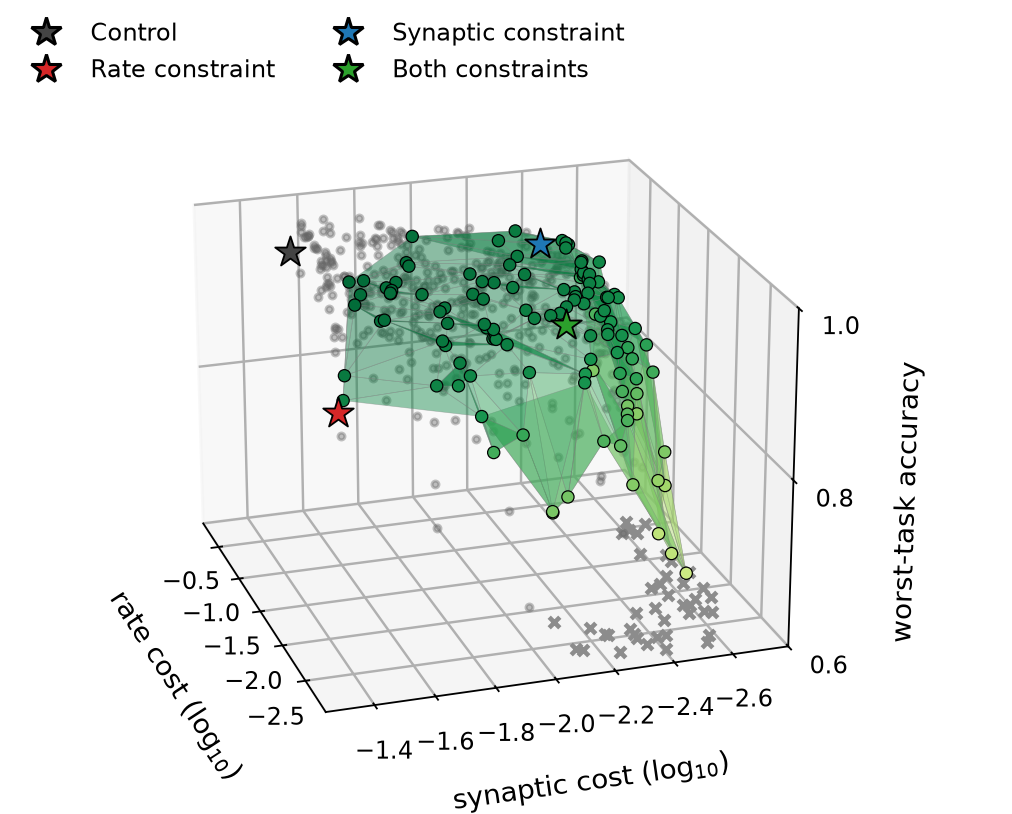 Control
Rate constraint
Synaptic constraint
Both constraints
1.0
0.8
0.6
worst-task accuracy
−0.5
−1.0
−1.5
−2.0
−2.5
rate cost (log₁₀)
−1.4 −1.6 −1.8 −2.0 −2.2 −2.4 −2.6
synaptic cost (log₁₀)